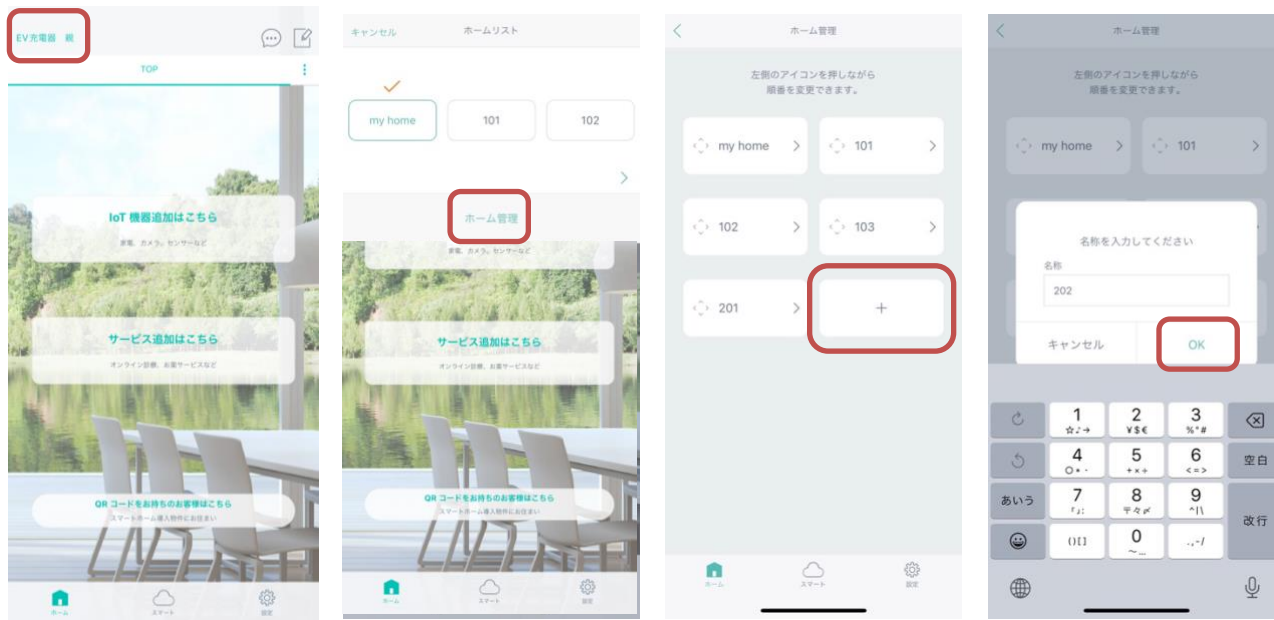 EV充電器 親
TOP
IoT 機器追加はこちら
家電、カメラ、センサーなど
サービス追加はこちら
オンライン診療、お薬サービスなど
QR コードをお持ちのお客様はこちら
スマートホーム導入物件にお住まい
ホーム
スマート
設定
キャンセル
ホームリスト
my home
101
102
ホーム管理
家電、カメラ、センサーなど
サービス追加はこちら
オンライン診療、お薬サービスなど
QR コードをお持ちのお客様はこちら
スマートホーム導入物件にお住まい
ホーム
スマート
設定
ホーム管理
左側のアイコンを押しながら
順番を変更できます。
my home
101
102
103
201
+
ホーム
スマート
設定
ホーム管理
左側のアイコンを押しながら
順番を変更できます。
my home
101
名称を入力してください
名称
202
キャンセル
OK
1
☆♪→
2
¥$€
3
%°#
4
○*・
5
+×÷
6
<=>
空白
あいう
7
「」:
8
〒々〆
9
^|\
改行
()[]
0
〜…
.,-/